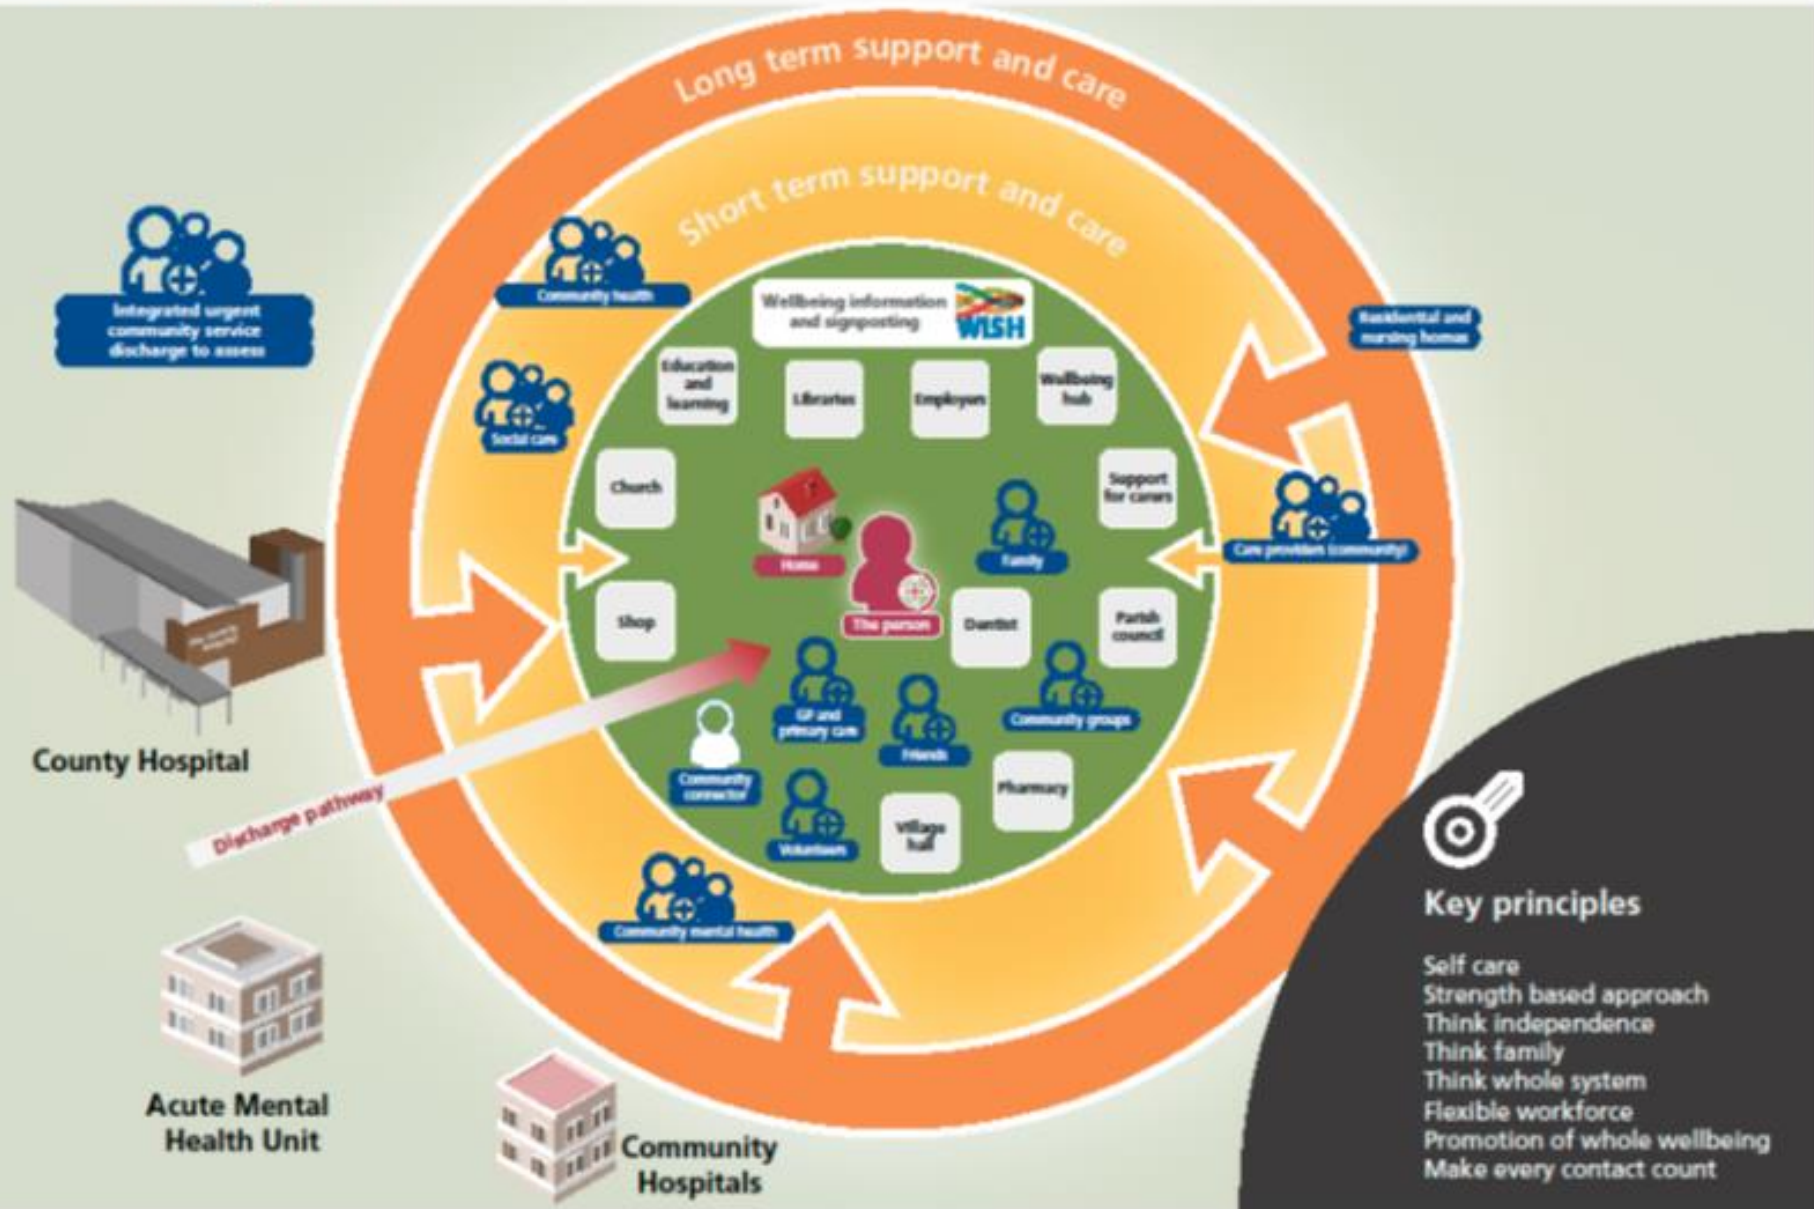 Long term support and care
Short term support and care
Integrated urgent
community service
discharge to assess
Community health
Social care
Wellbeing information
and signposting
WISH
Education
and
learning
Libraries
Employers
Wellbeing
hub
Church
Support
for carers
Residential and
nursing homes
Home
Family
Care providers (community)
Shop
The person
Dentist
Parish
council
GP and
primary care
Friends
Community groups
Community
connector
Pharmacy
Volunteers
Village
hall
County Hospital
Discharge pathway
Community mental health
Acute Mental
Health Unit
Community
Hospitals
Key principles
Self care
Strength based approach
Think independence
Think family
Think whole system
Flexible workforce
Promotion of whole wellbeing
Make every contact count